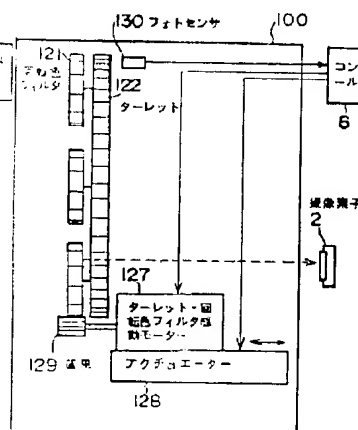 130 フォトセンサ
100
121
122
フィルタ
ターレット
コン
ール
6
撮像素子
2
127
ターレット・回
転色フィルタ駆
動モーター
129 歯車
アクチュエーター
128